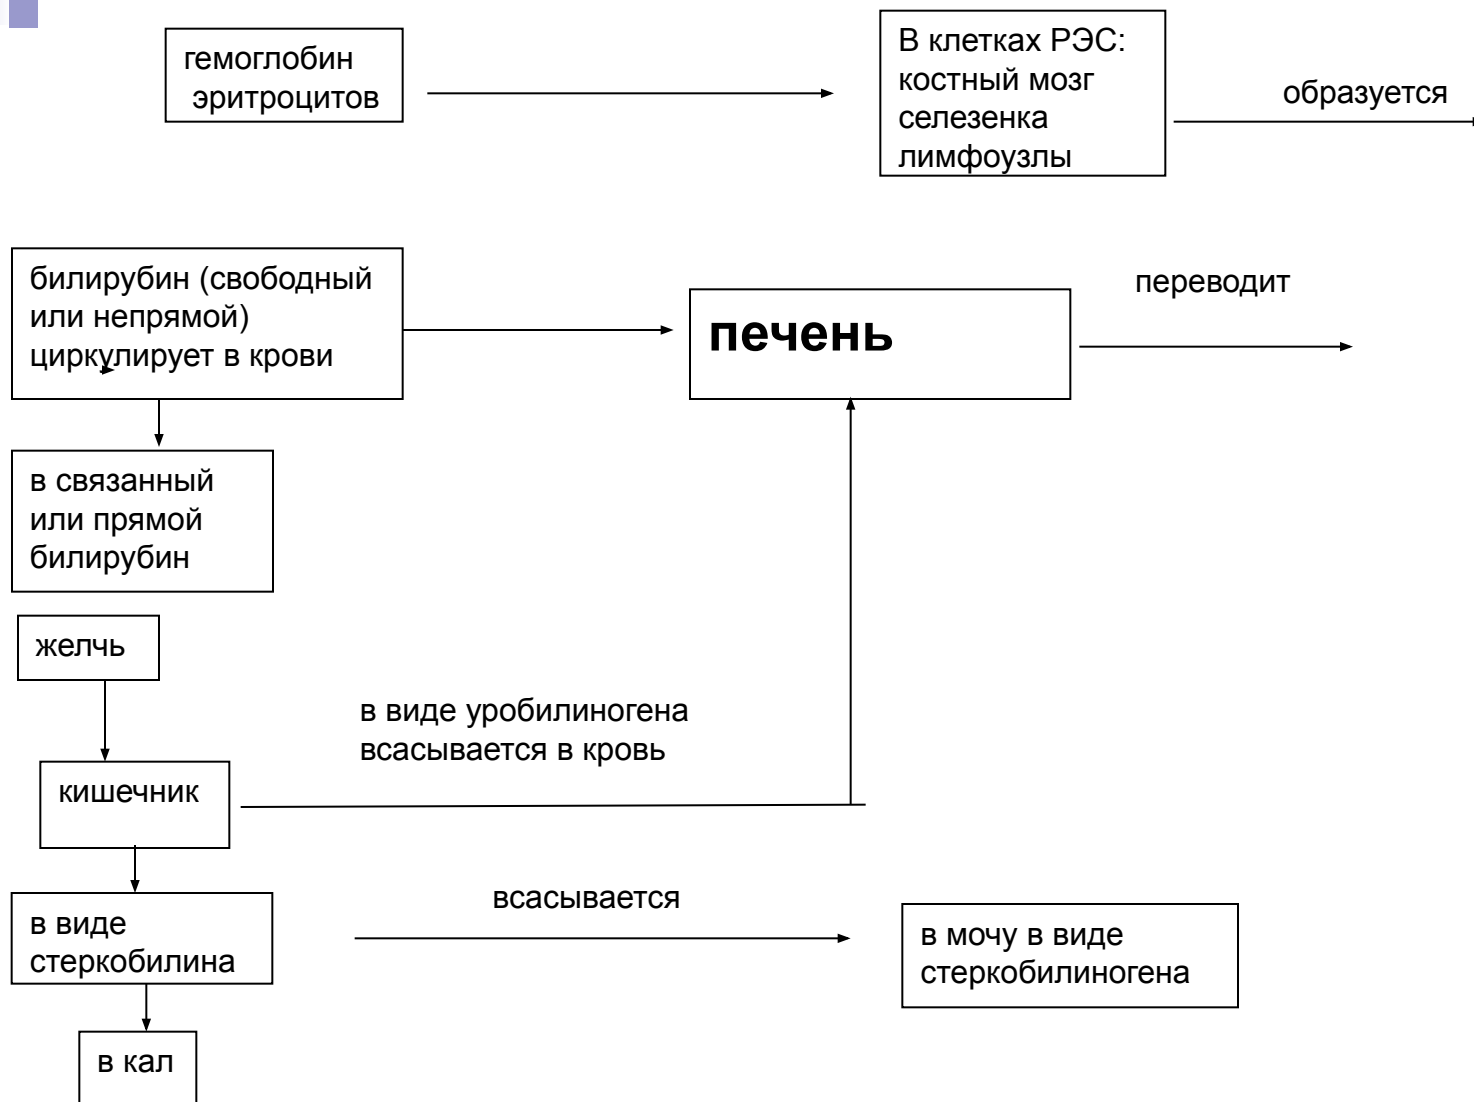 гемоглобин
эритроцитов
В клетках РЭС:
костный мозг
селезенка
лимфоузлы
образуется
билирубин (свободный
или непрямой)
циркулирует в крови
печень
переводит
в связанный
или прямой
билирубин
желчь
в виде уробилиногена
всасывается в кровь
кишечник
в виде
стеркобилина
всасывается
в мочу в виде
стеркобилиногена
в кал